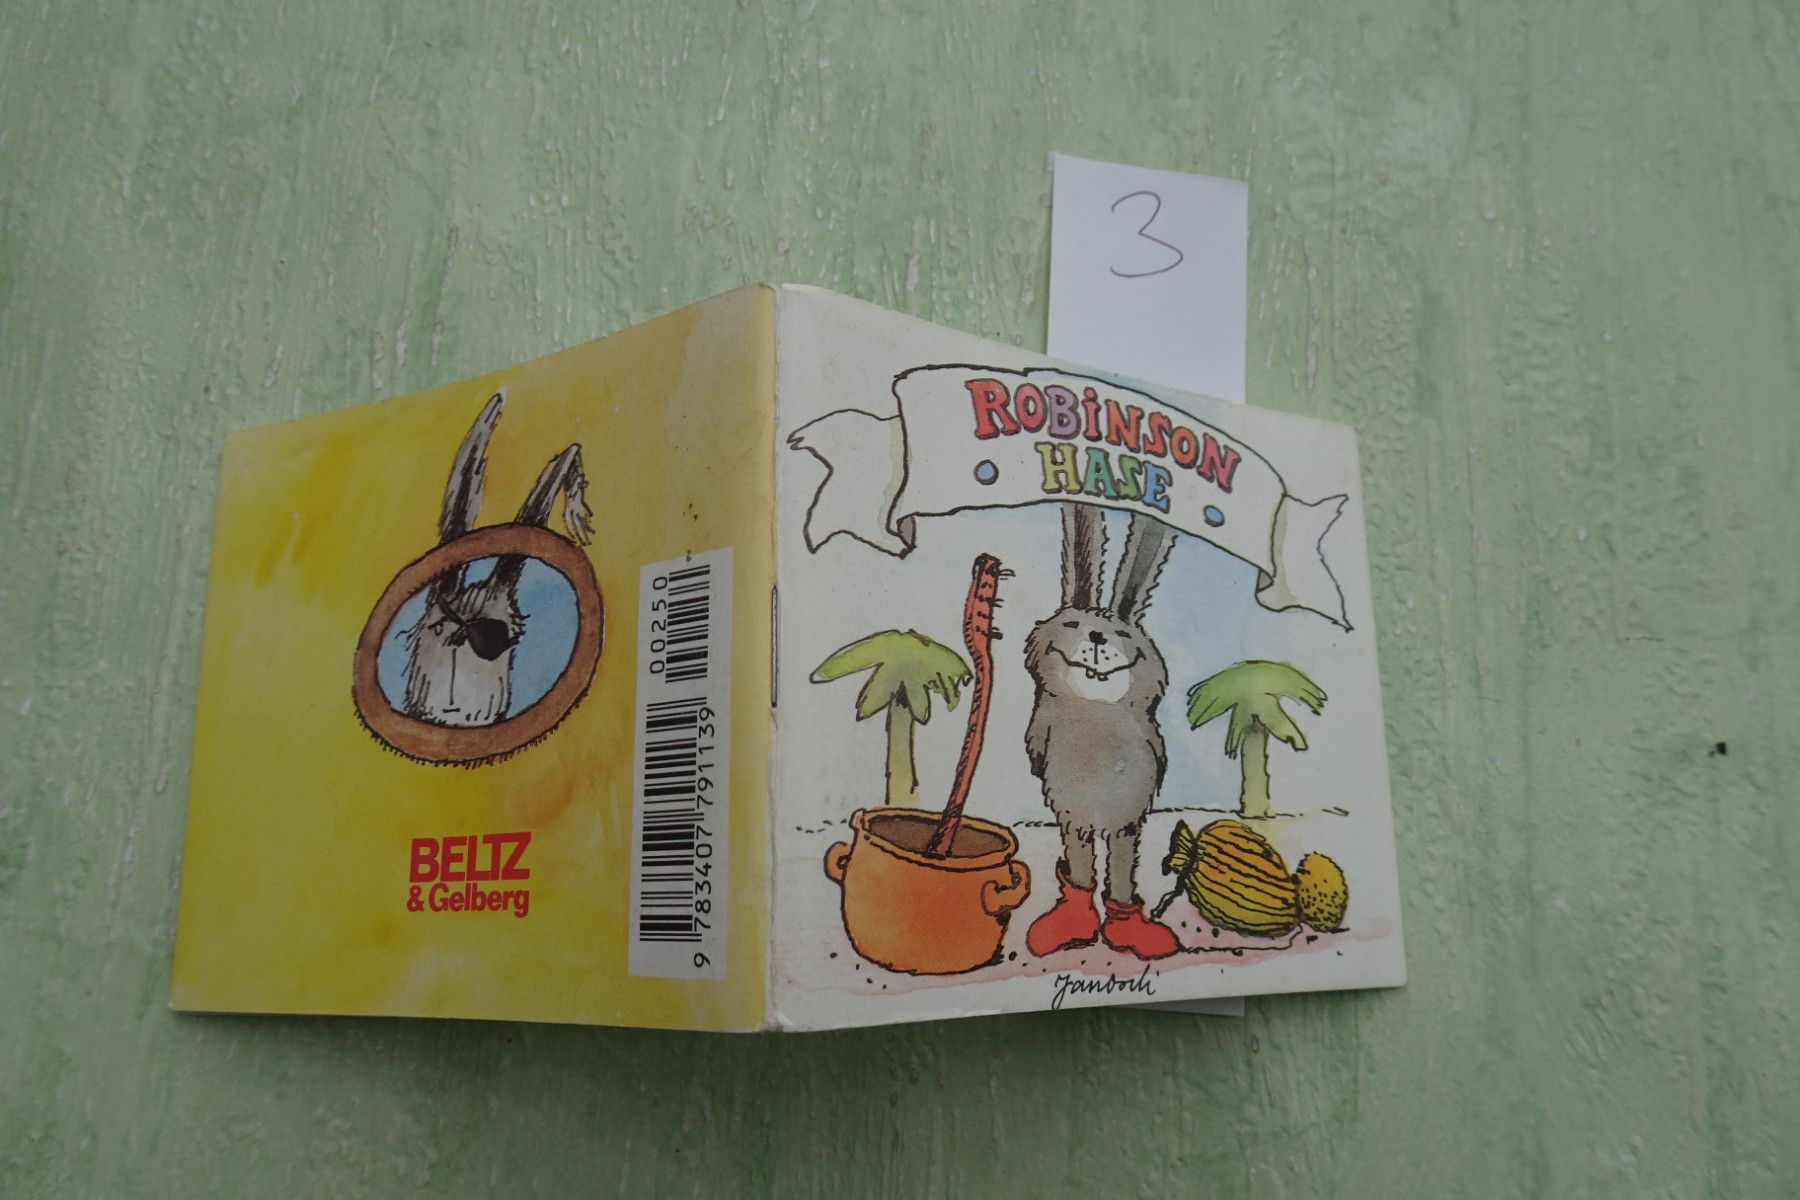 3
ROBINSON
HASE
Janosch
BELTZ
& Gelberg
00250
9 783407 791139